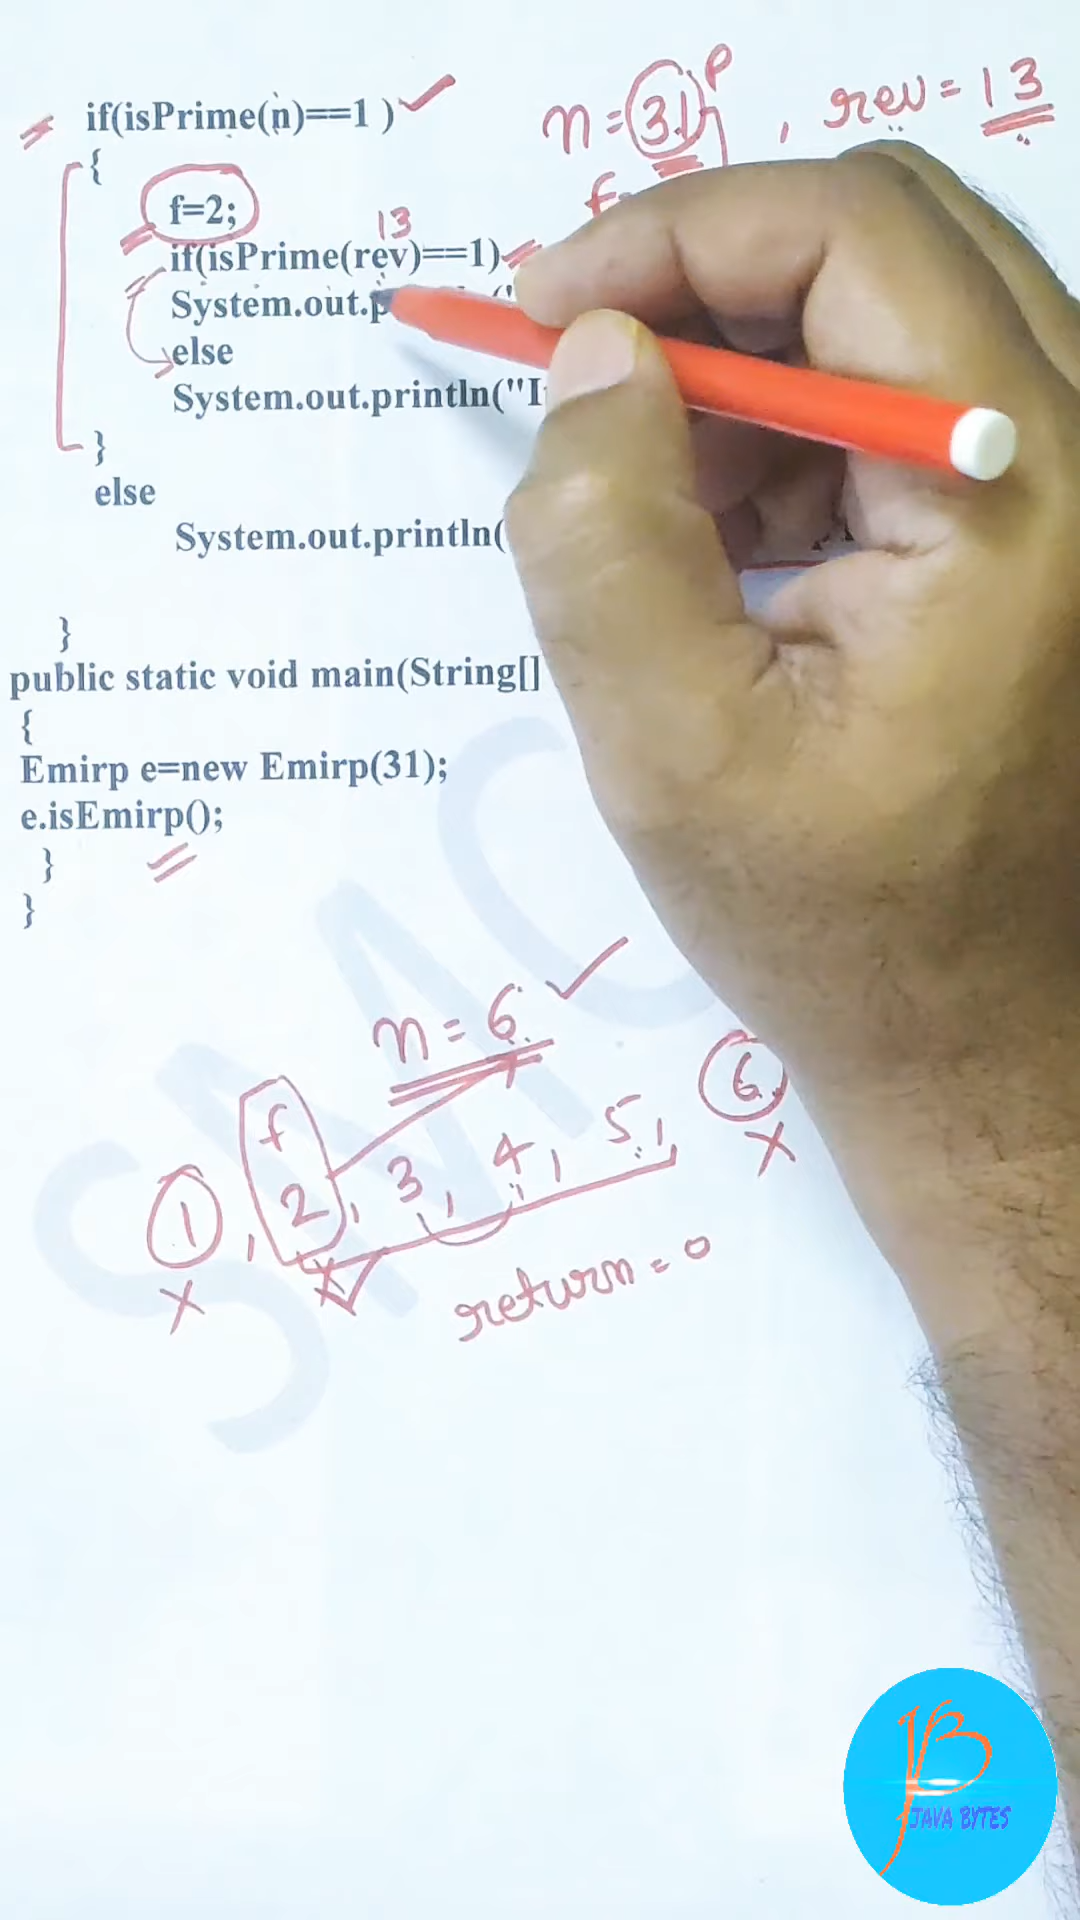 if(isPrime(n)==1 )
n = 31 P , rev = 13
{
f=2;
13
if(isPrime(rev)==1)
System.out.p
else
System.out.println("I
}
else
System.out.println(
}
public static void main(String[]
{
Emirp e=new Emirp(31);
e.isEmirp();
}
}
n = 6
f
1, 2, 3, 4, 5, 6
return = 0
SMC
JB
JAVA BYTES